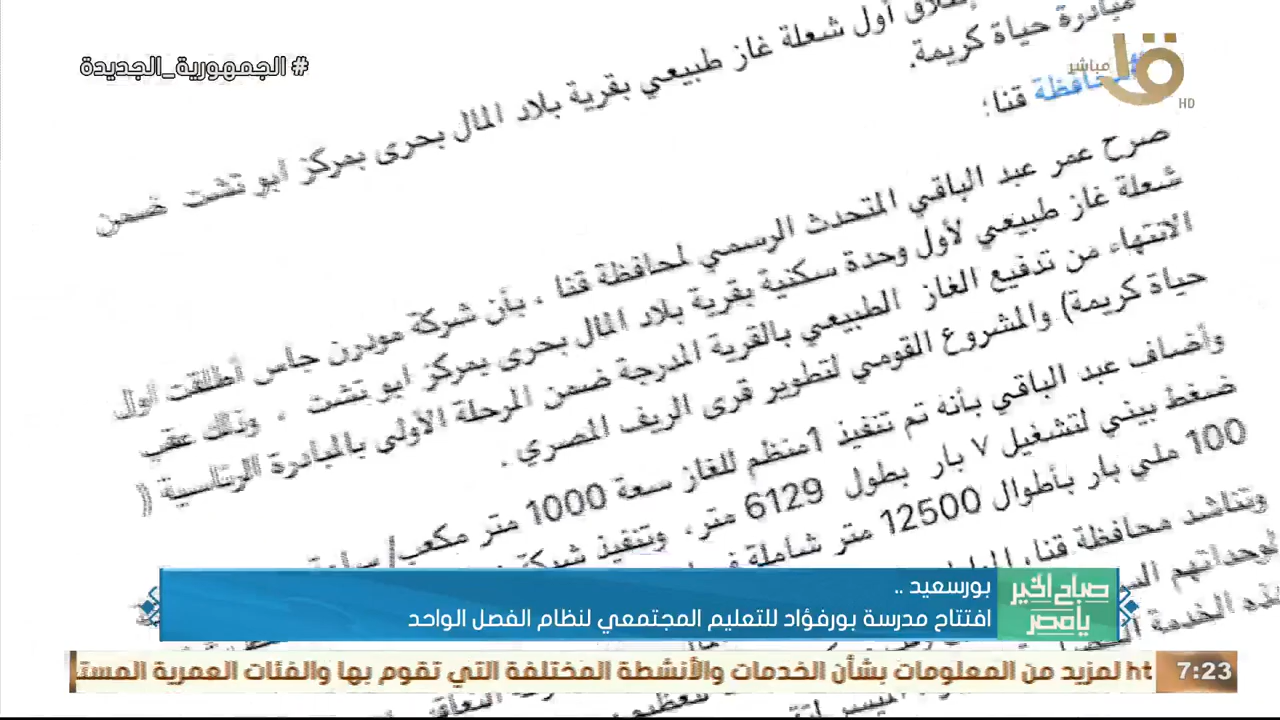 #الجمهورية_الجديدة
مباشر
HD
أول شعلة غاز طبيعي بقرية بلاد المال بحرى بمركز ابو تشت ضمن
مبادرة حياة كريمة.
قنا؛
صرح عمر عبد الباقي المتحدث الرسمي لمحافظة قنا ، بأن شركة مودرن جاس أطلقت أول
شعلة غاز طبيعي لأول وحدة سكنية بقرية بلاد المال بحرى بمركز ابو تشت ، وذلك عقب
الانتهاء من تدفيع الغاز الطبيعي بالقرية المدرجة ضمن المرحلة الأولى بالمبادرة الرئاسية ((
حياة كريمة) والمشروع القومي لتطوير قرى الريف المصري .
وأضاف عبد الباقي بأنه تم تنفيذ 1منظم للغاز سعة 1000 متر مكعب/
ضغط بيني لتشغيل ٧ بار بطول 6129 متر، وتنفيذ شبكة
100 ملي بار بأطوال 12500 متر شاملة
وتناشد محافظة قنا،
لوحداتهم
الخدمة
صباح الخير
يا مصر
بورسعيد ..
افتتاح مدرسة بورفؤاد للتعليم المجتمعي لنظام الفصل الواحد
7:23
ht لمزيد من المعلومات بشأن الخدمات والأنشطة المختلفة التي تقوم بها والفئات العمرية المست